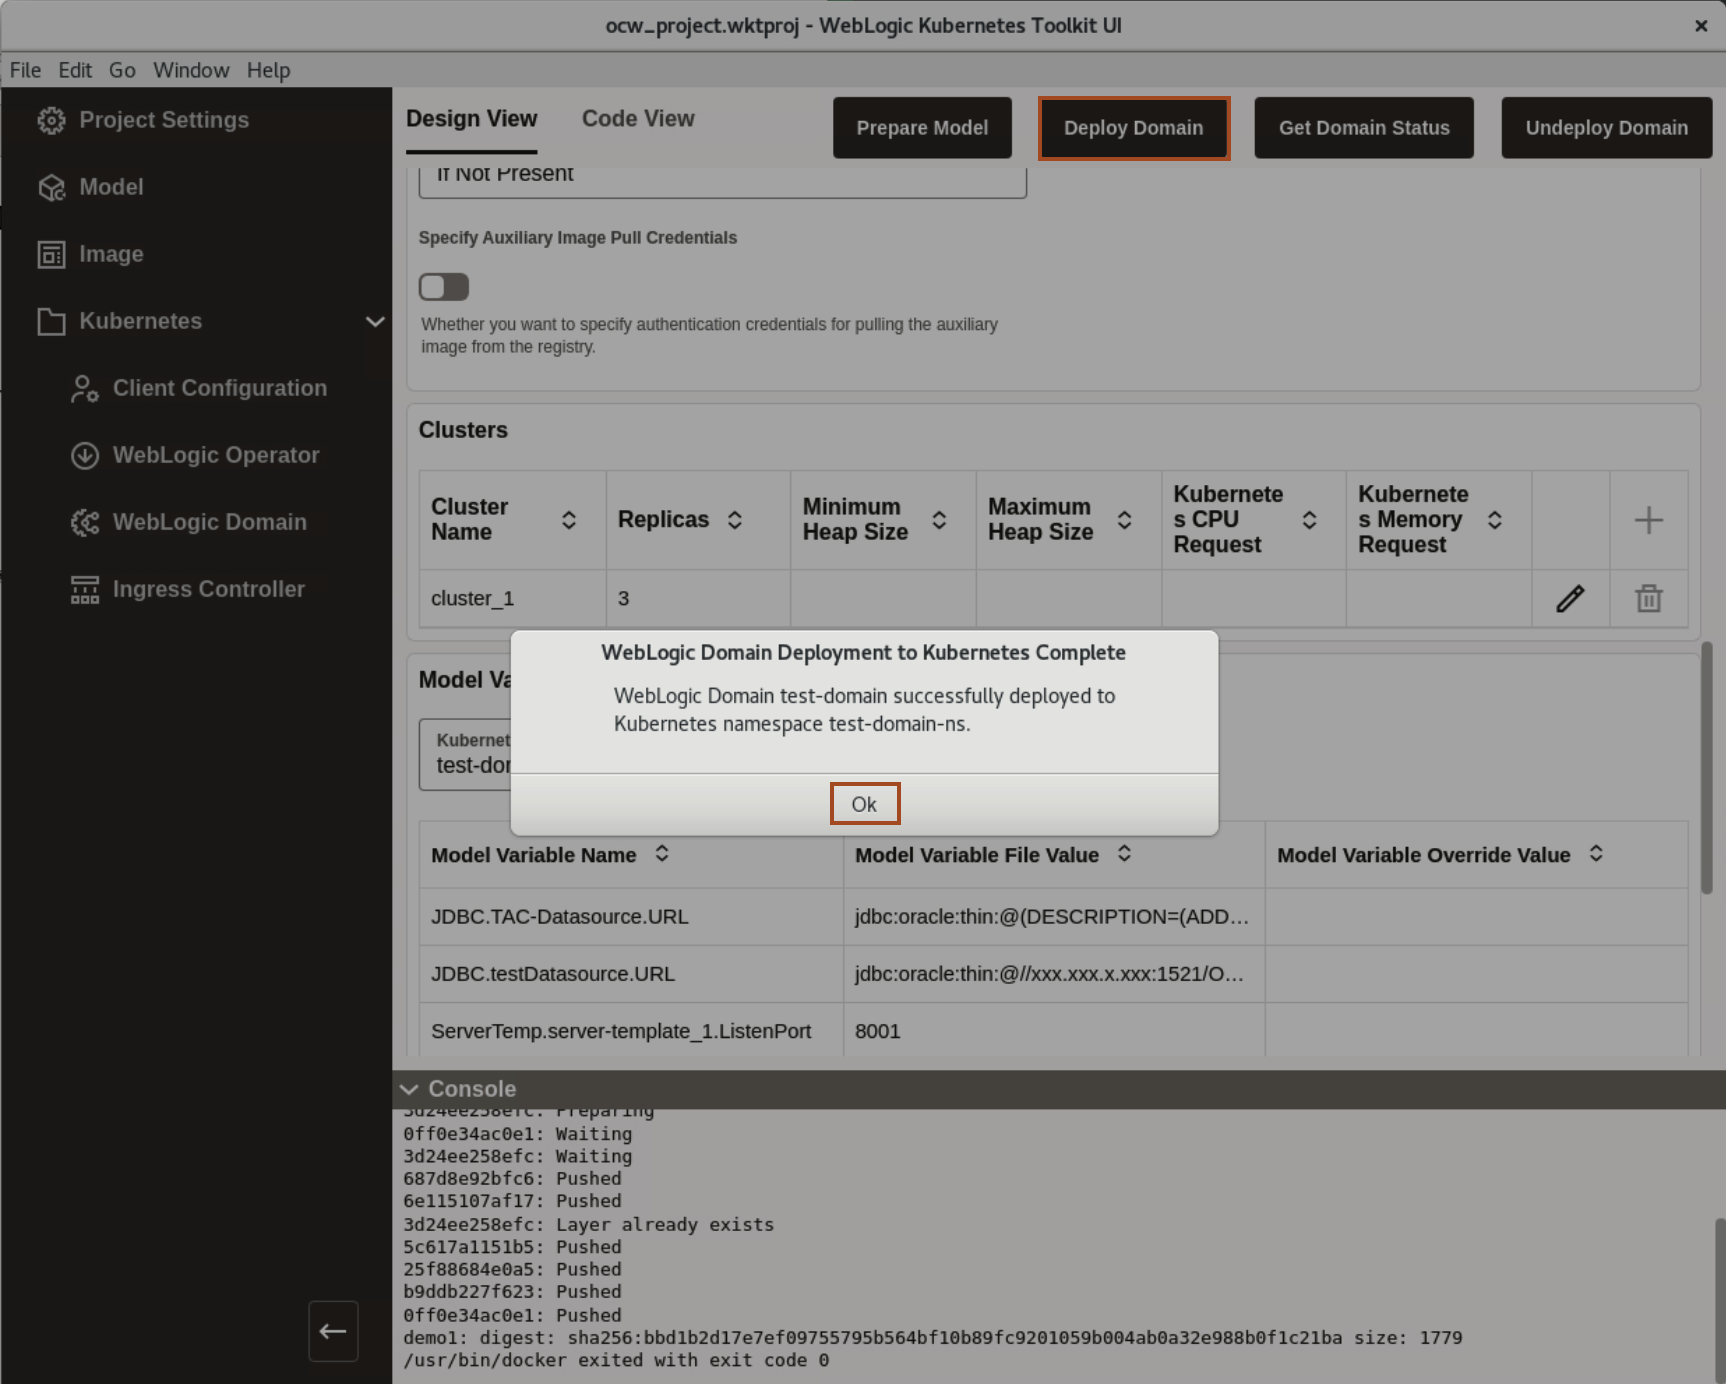 ocw_project.wktproj - WebLogic Kubernetes Toolkit UI
File Edit Go Window Help
Project Settings
Model
Image
Kubernetes
Client Configuration
WebLogic Operator
WebLogic Domain
Ingress Controller
Design View Code View Prepare Model Deploy Domain Get Domain Status Undeploy Domain
If Not Present
Specify Auxiliary Image Pull Credentials
Whether you want to specify authentication credentials for pulling the auxiliary
image from the registry.
Clusters
Cluster Name
Replicas
Minimum Heap Size
Maximum Heap Size
Kubernete
s CPU
Request
Kubernete
s Memory
Request
cluster_1 3
WebLogic Domain Deployment to Kubernetes Complete
WebLogic Domain test-domain successfully deployed to
Kubernetes namespace test-domain-ns.
Ok
Model Va
Kubernet
test-dor
Model Variable Name Model Variable File Value Model Variable Override Value
JDBC.TAC-Datasource.URL jdbc:oracle:thin:@(DESCRIPTION=(ADD...
JDBC.testDatasource.URL jdbc:oracle:thin:@//xxx.xxx.x.xxx:1521/O...
ServerTemp.server-template_1.ListenPort 8001
Console
3d24ee258efc: Preparing
0ff0e34ac0e1: Waiting
3d24ee258efc: Waiting
687d8e92bfc6: Pushed
6e115107af17: Pushed
3d24ee258efc: Layer already exists
5c617a1151b5: Pushed
25f88684e0a5: Pushed
b9ddb227f623: Pushed
0ff0e34ac0e1: Pushed
demo1: digest: sha256:bbd1b2d17e7ef09755795b564bf10b89fc9201059b004ab0a32e988b0f1c21ba size: 1779
/usr/bin/docker exited with exit code 0